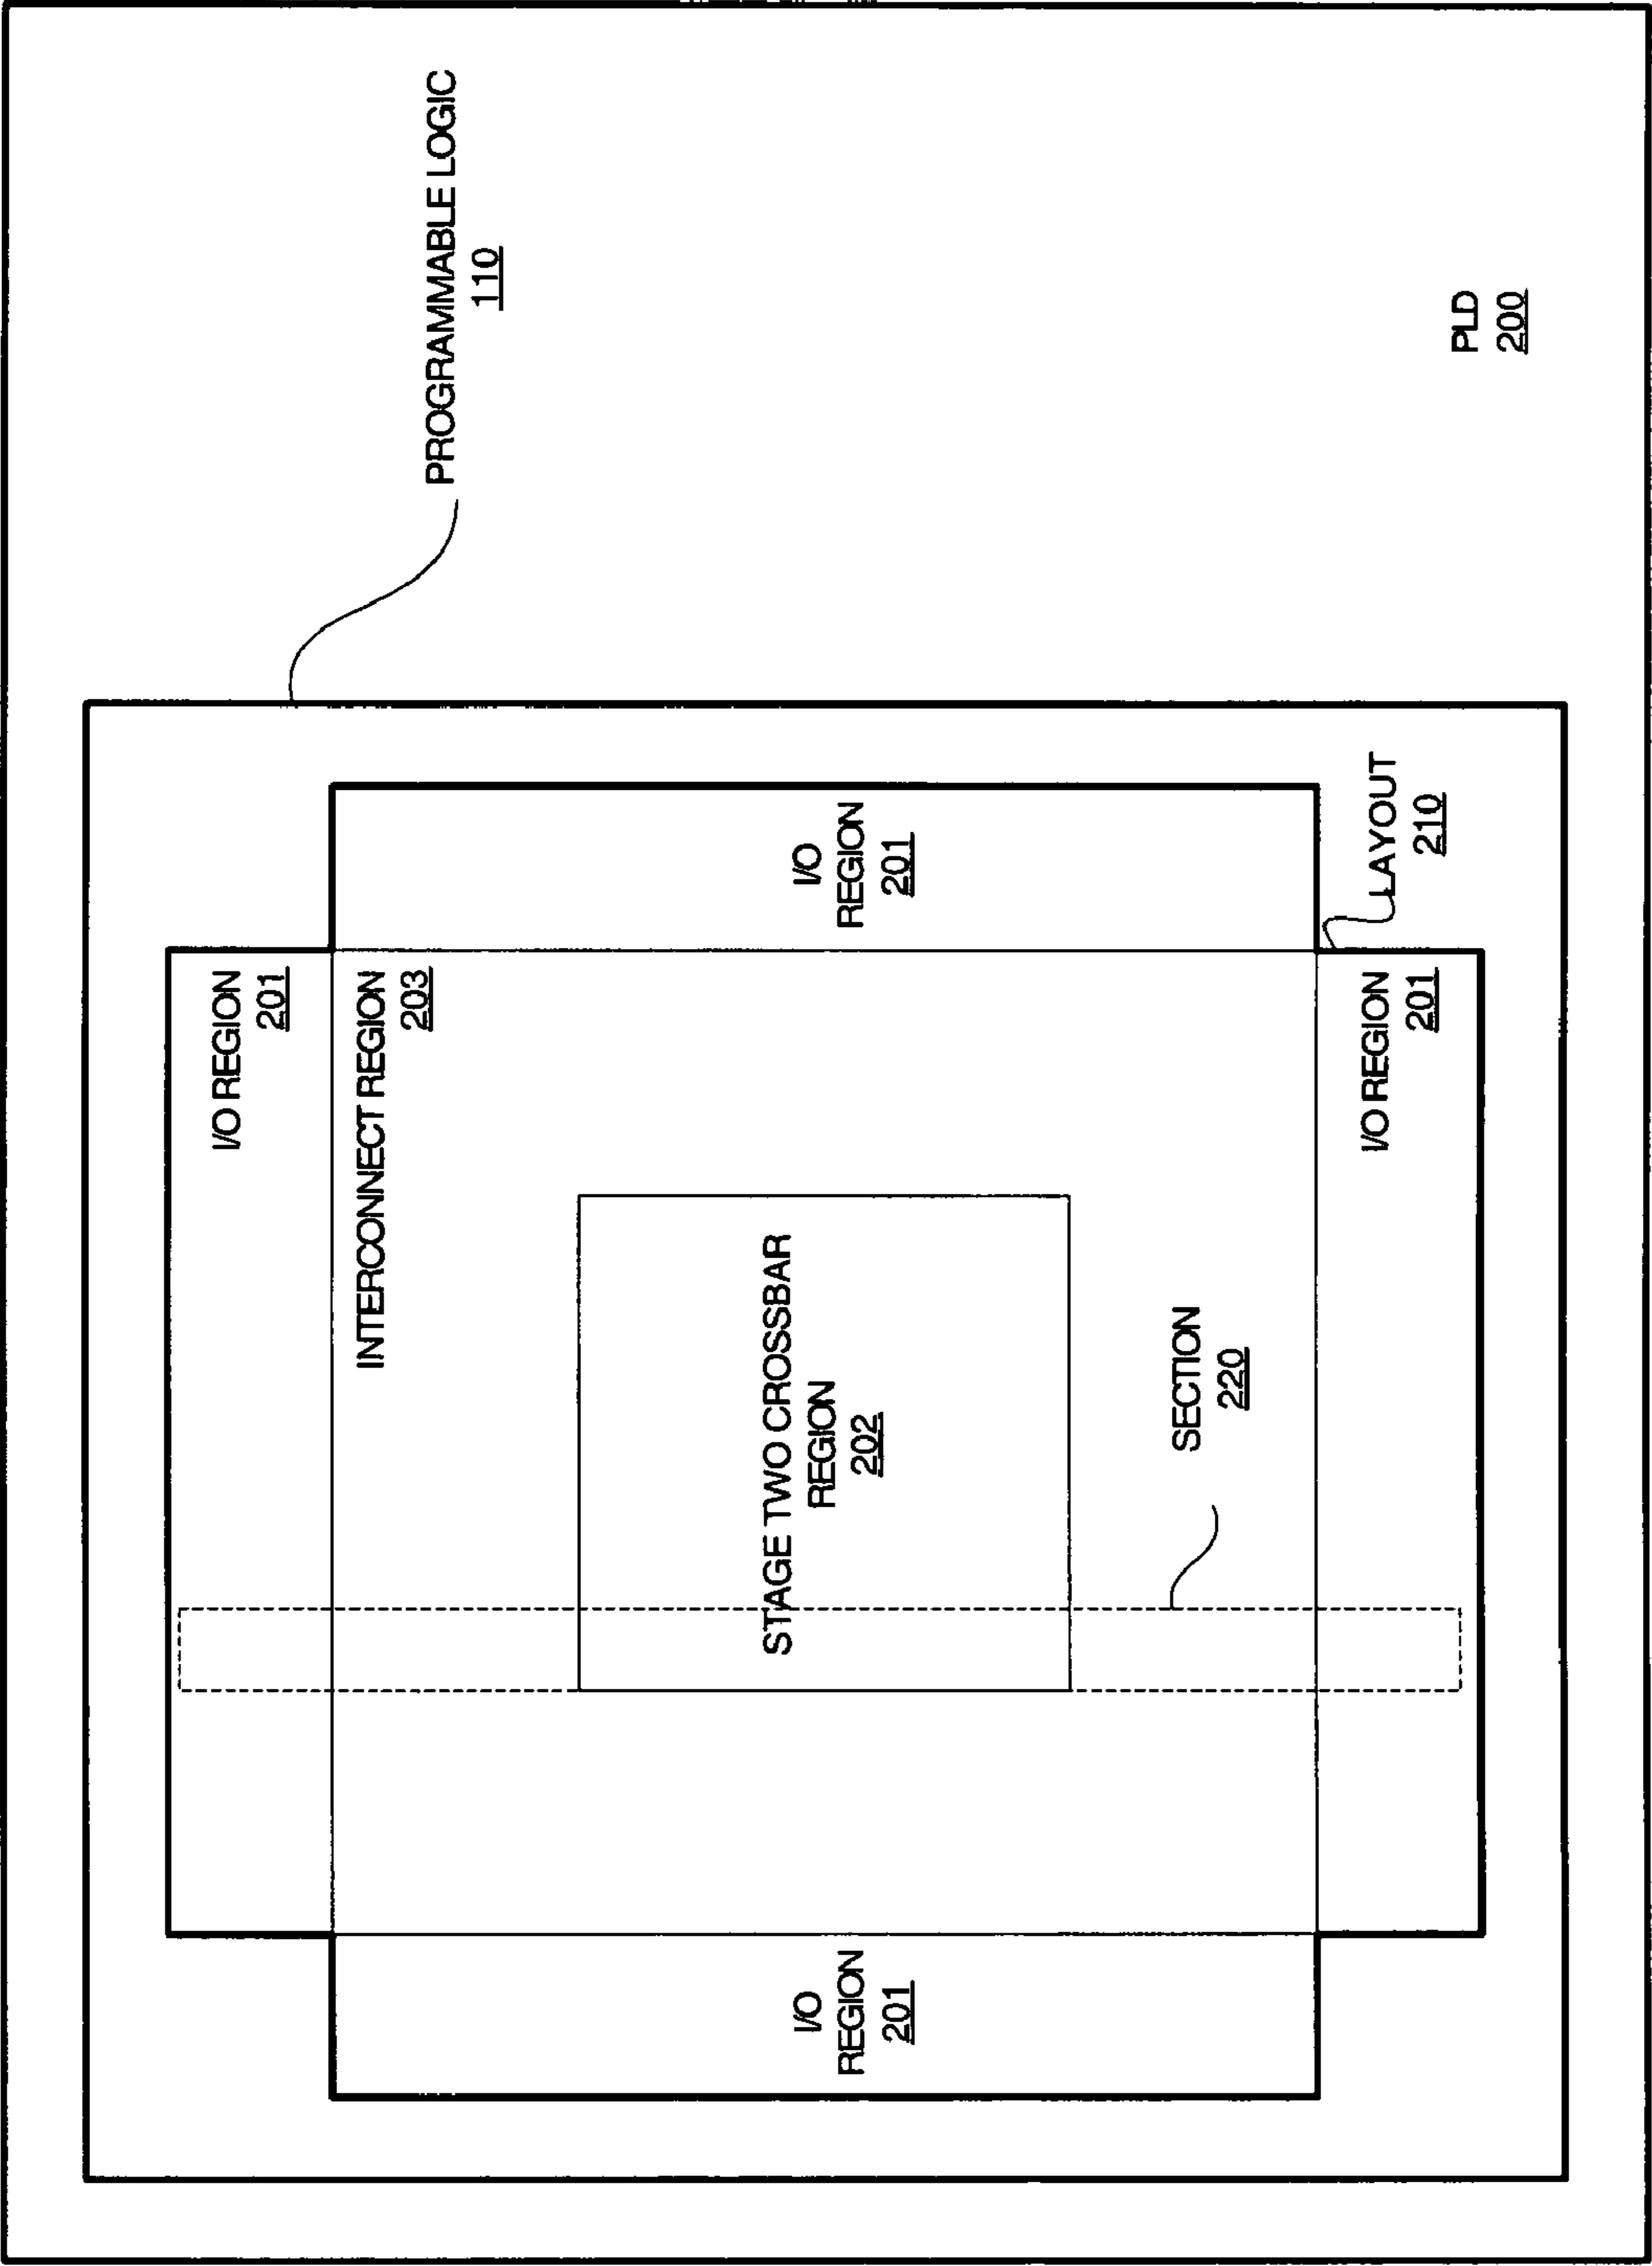 I/O REGION
201
INTERCONNECT REGION
203
PROGRAMMABLE LOGIC
110
I/O
REGION
201
STAGE TWO CROSSBAR
REGION
202
I/O
REGION
201
SECTION
220
I/O REGION
201
LAYOUT
210
PLD
200